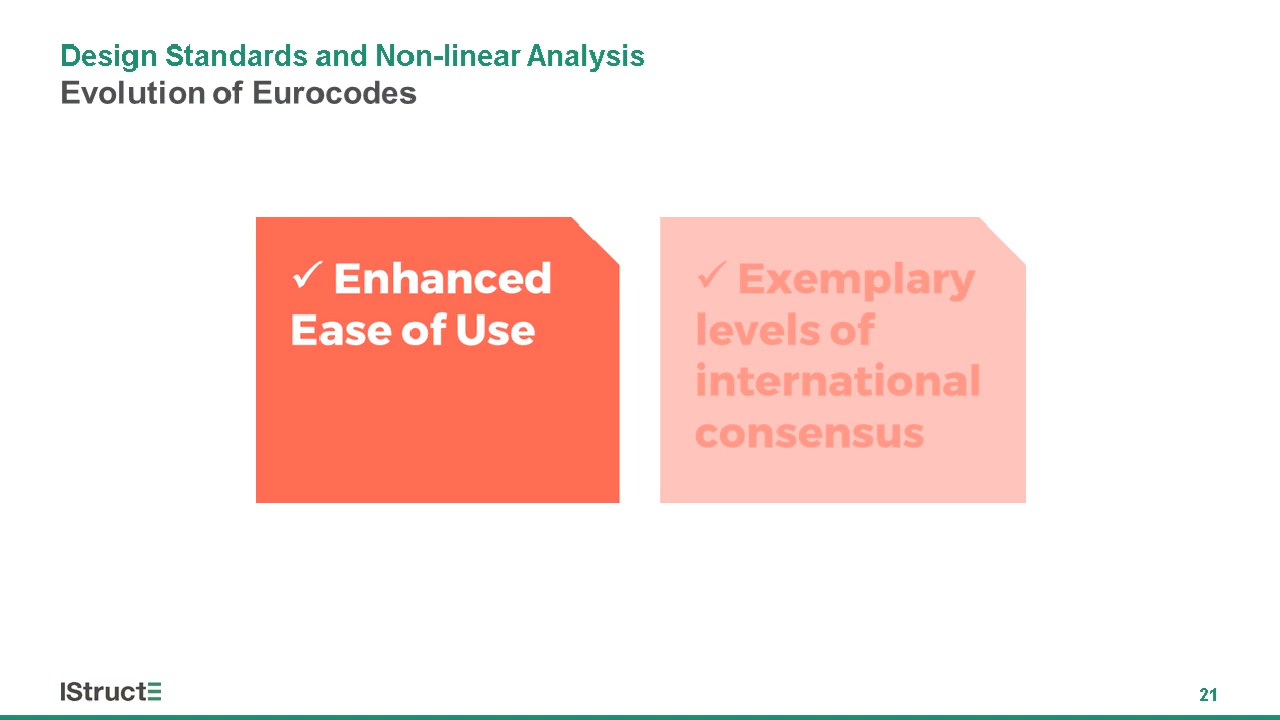 Design Standards and Non-linear Analysis
Evolution of Eurocodes
✓ Enhanced
Ease of Use
✓ Exemplary
levels of
international
consensus
IStructE
21